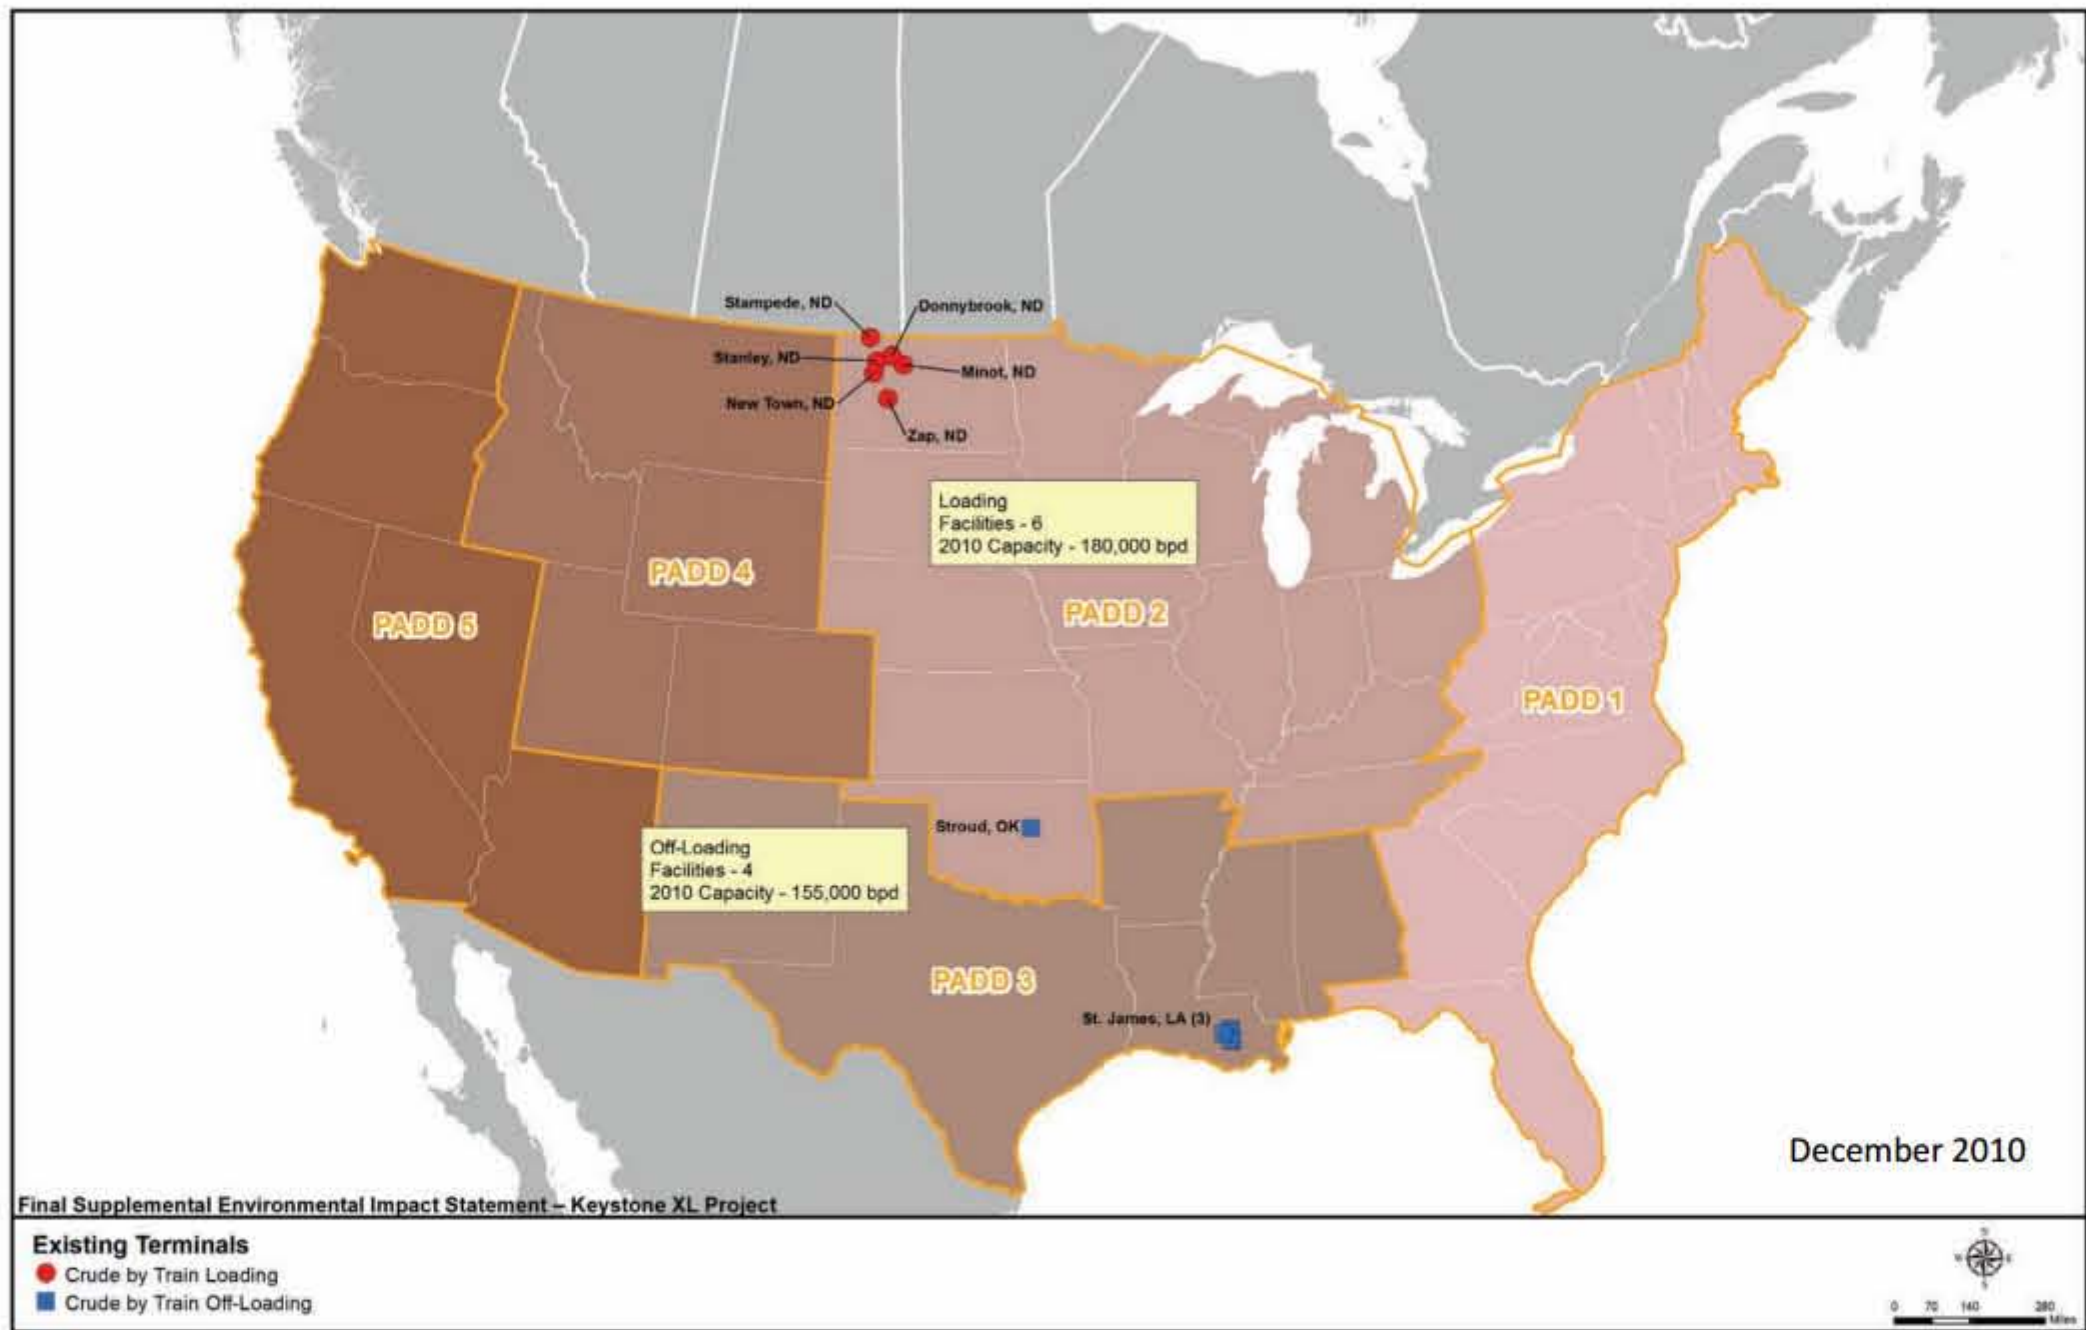 Stampede, ND
Donnybrook, ND
Stanley, ND
Minot, ND
New Town, ND
Zap, ND
Loading
Facilities - 6
2010 Capacity - 180,000 bpd
PADD 4
PADD 2
PADD 5
PADD 1
Stroud, OK
Off-Loading
Facilities - 4
2010 Capacity - 155,000 bpd
PADD 3
St. James, LA (3)
December 2010
Final Supplemental Environmental Impact Statement – Keystone XL Project
Existing Terminals
Crude by Train Loading
Crude by Train Off-Loading
N
W E
S
0 70 140 280
Miles